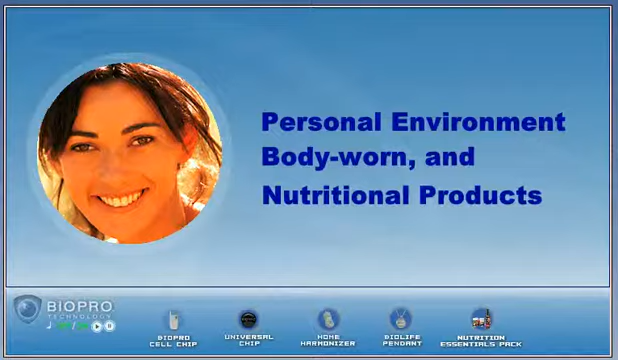 Personal Environment
Body-worn, and
Nutritional Products
BIOPRO
TECHNOLOGY
BIOPRO
CELL CHIP
UNIVERSAL
CHIP
HOME
HARMONIZER
BIOLIFE
PENDANT
NUTRITION
ESSENTIALS PACK